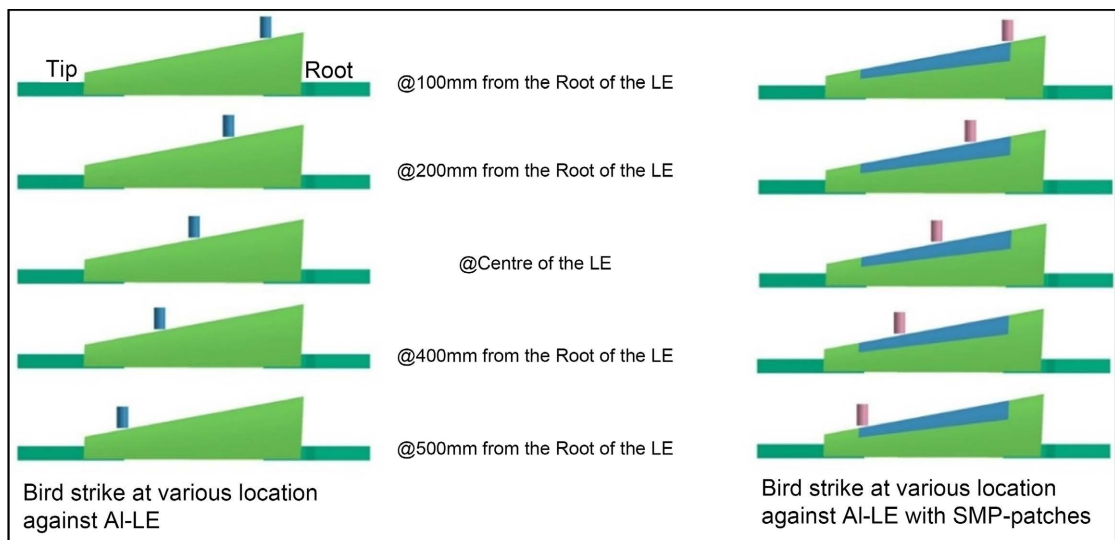 Tip
Root
@100mm from the Root of the LE
@200mm from the Root of the LE
@Centre of the LE
@400mm from the Root of the LE
@500mm from the Root of the LE
Bird strike at various location
against Al-LE
Bird strike at various location
against Al-LE with SMP-patches